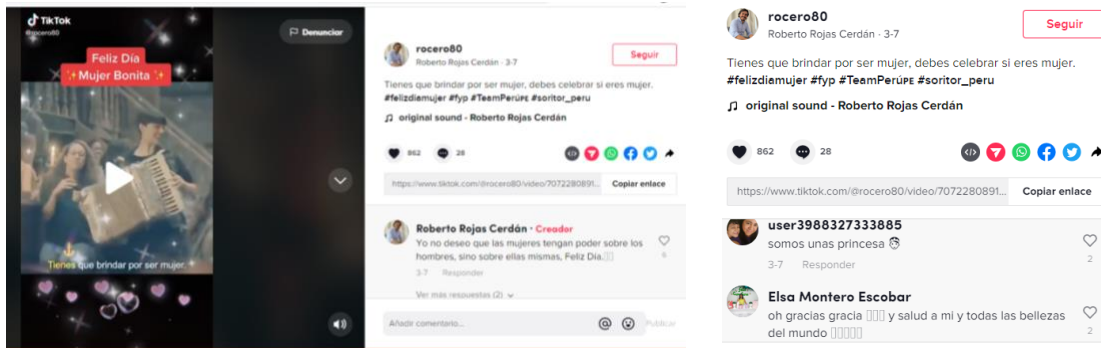 TikTok
@rocero80
Denunciar
Feliz Día
Mujer Bonita
Tienes que brindar por ser mujer.
rocero80
Roberto Rojas Cerdán · 3-7
Seguir
Tienes que brindar por ser mujer, debes celebrar si eres mujer.
#felizdiamujer #fyp #TeamPerúPE #soritor_peru
original sound - Roberto Rojas Cerdán
862
28
https://www.tiktok.com/@rocero80/video/7072280891...
Copiar enlace
Roberto Rojas Cerdán · Creador
Yo no deseo que las mujeres tengan poder sobre los
hombres, sino sobre ellas mismas, Feliz Día.
6
3-7 Responder
Ver más respuestas (2)
Añadir comentario...
Publicar
rocero80
Roberto Rojas Cerdán · 3-7
Seguir
Tienes que brindar por ser mujer, debes celebrar si eres mujer.
#felizdiamujer #fyp #TeamPerúPE #soritor_peru
original sound - Roberto Rojas Cerdán
862
28
https://www.tiktok.com/@rocero80/video/7072280891...
Copiar enlace
user3988327333885
somos unas princesa
2
3-7 Responder
Elsa Montero Escobar
oh gracias gracia y salud a mi y todas las bellezas
del mundo
2